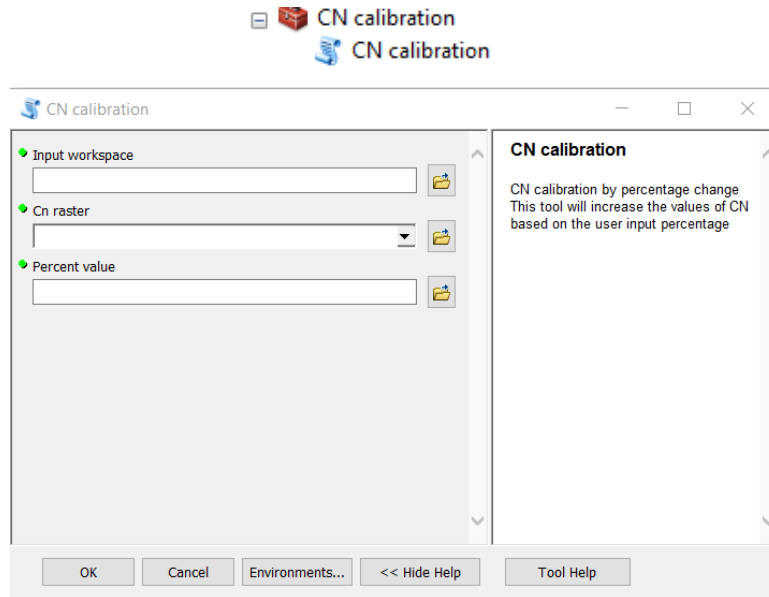 CN calibration
CN calibration
CN calibration
Input workspace
Cn raster
Percent value
CN calibration
CN calibration by percentage change
This tool will increase the values of CN
based on the user input percentage
OK
Cancel
Environments...
<< Hide Help
Tool Help